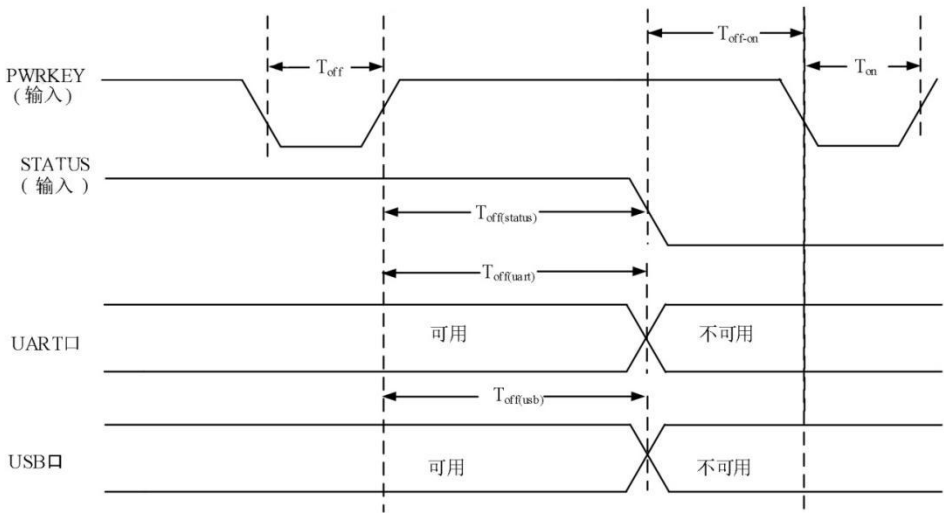 Toff-on
PWRKEY
(输入)
Toff
Ton
STATUS
(输入)
Toff(status)
Toff(uart)
UART口
可用
不可用
Toff(usb)
USB口
可用
不可用